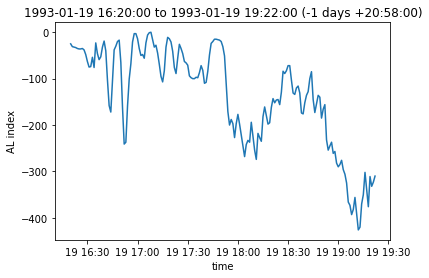 1993-01-19 16:20:00 to 1993-01-19 19:22:00 (-1 days +20:58:00)
0
−100
−200
−300
−400
AL index
19 16:30 19 17:00 19 17:30 19 18:00 19 18:30 19 19:00 19 19:30
time